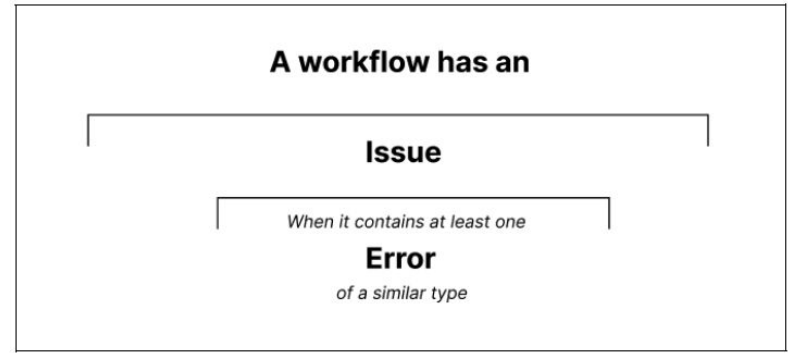 A workflow has an
Issue
When it contains at least one
Error
of a similar type